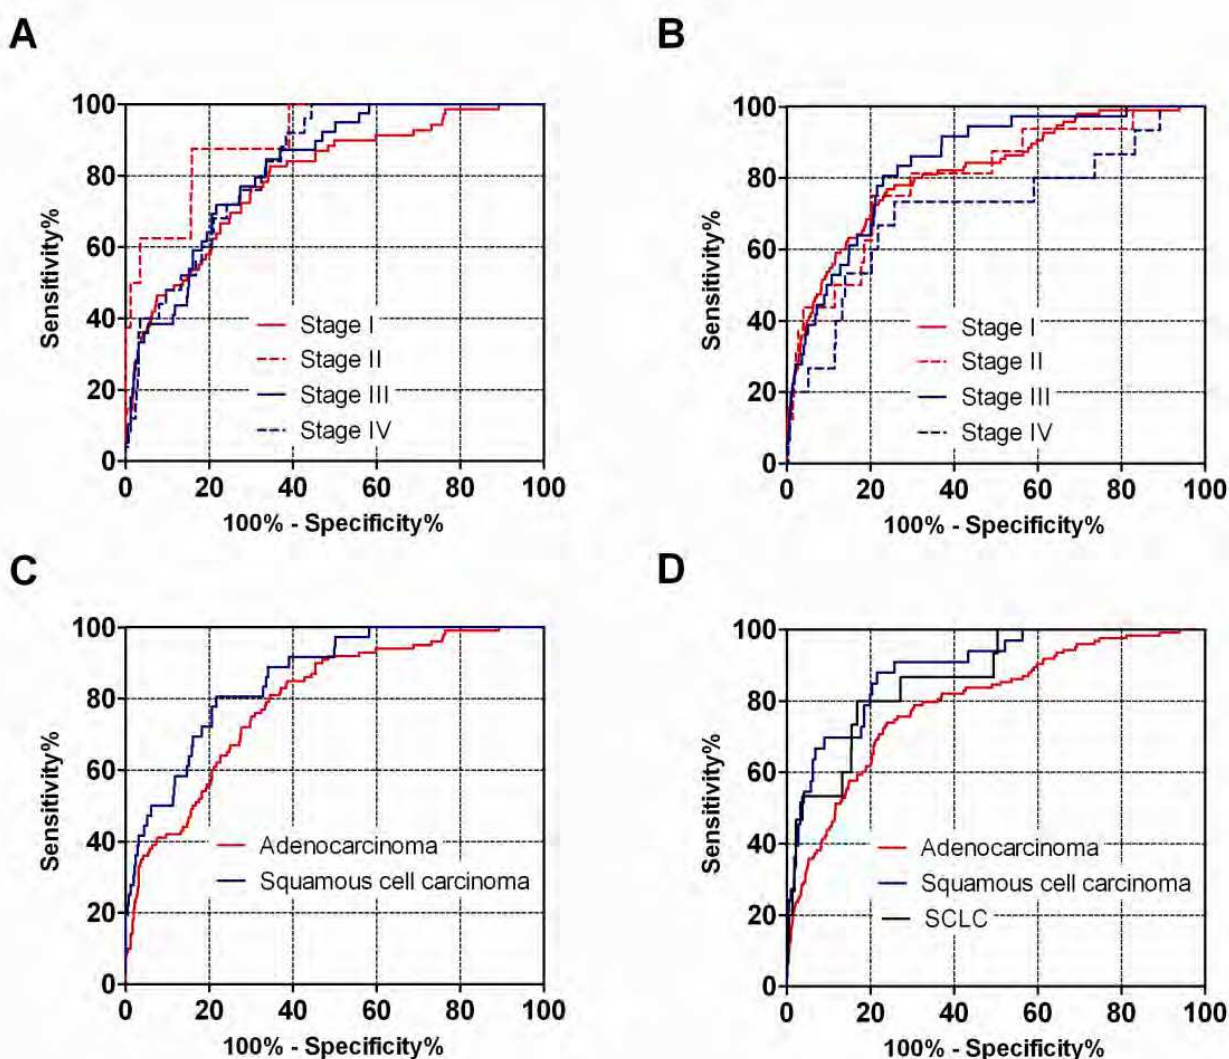 A
100
80
60
40
20
0
Sensitivity%
Stage I
Stage II
Stage III
Stage IV
0 20 40 60 80 100
100% - Specificity%
B
100
80
60
40
20
0
Sensitivity%
Stage I
Stage II
Stage III
Stage IV
0 20 40 60 80 100
100% - Specificity%
C
100
80
60
40
20
0
Sensitivity%
Adenocarcinoma
Squamous cell carcinoma
0 20 40 60 80 100
100% - Specificity%
D
100
80
60
40
20
0
Sensitivity%
Adenocarcinoma
Squamous cell carcinoma
SCLC
0 20 40 60 80 100
100% - Specificity%